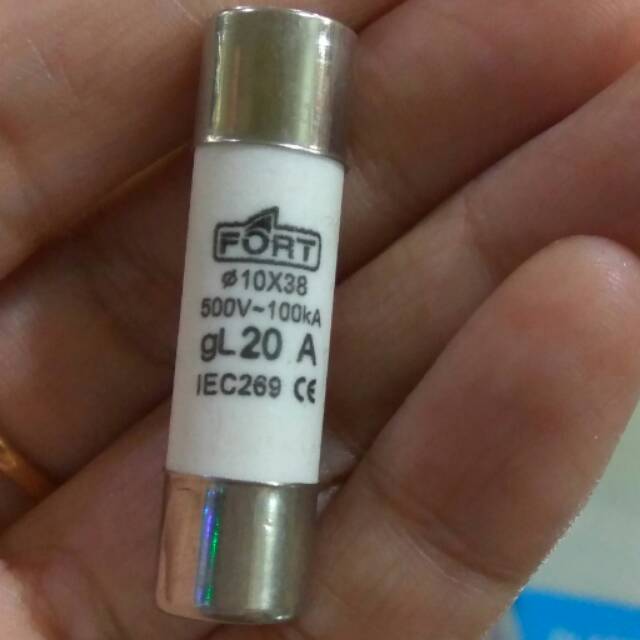 FORT
ø10X38
500V~100kA
gL20 A
IEC269 CE